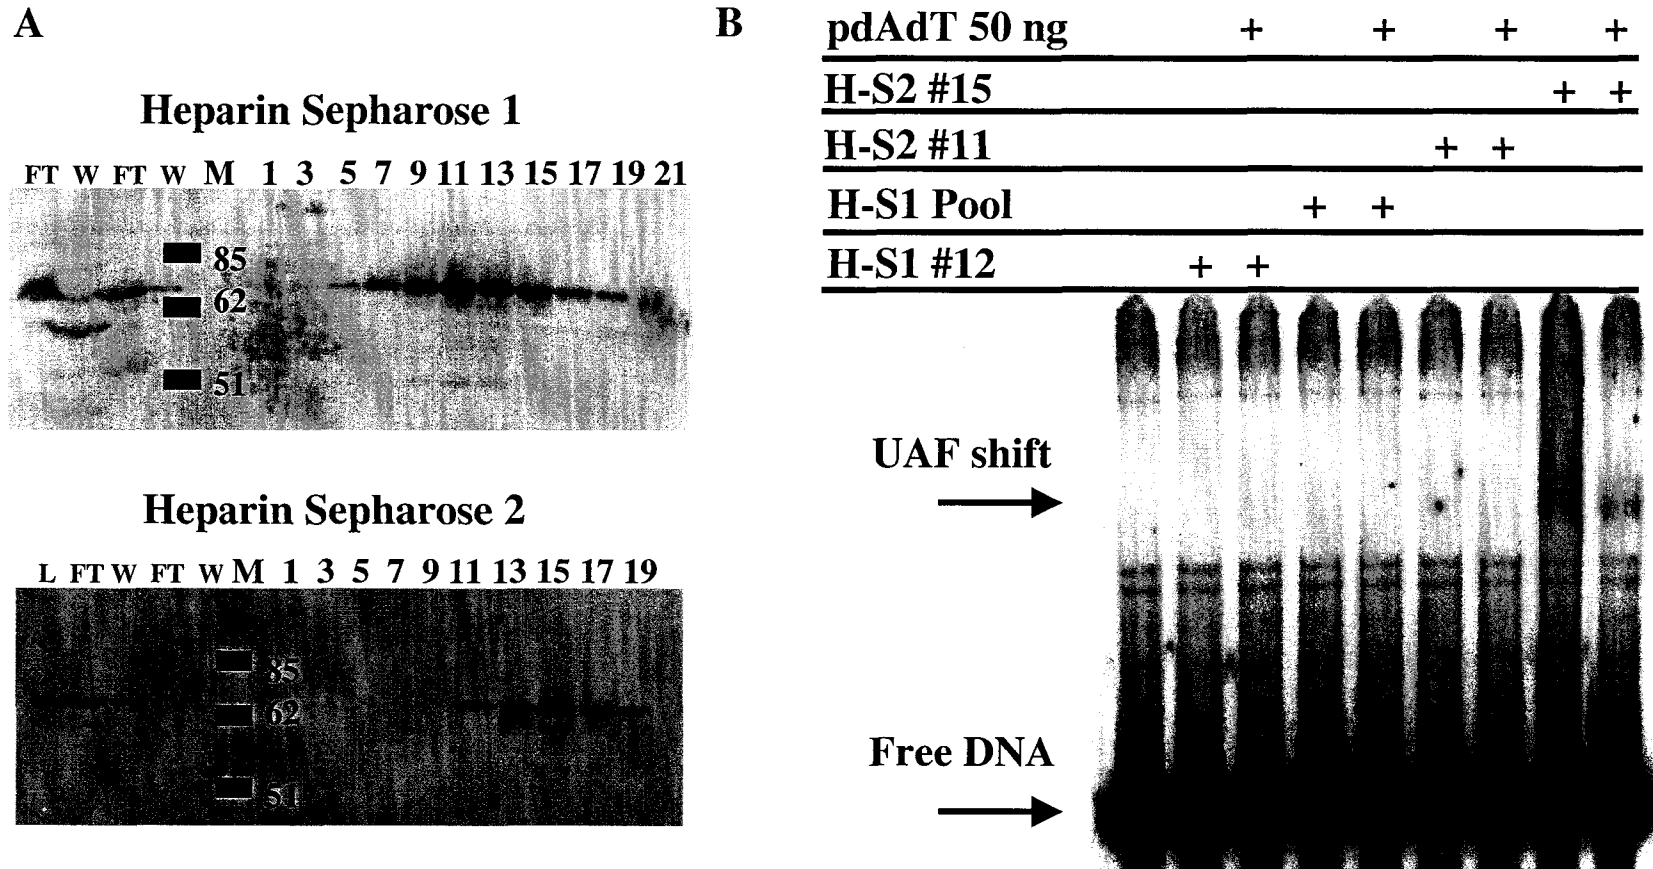 A
Heparin Sepharose 1
FT W FT W M 1 3 5 7 9 11 13 15 17 19 21
85
62
51
Heparin Sepharose 2
L FT W FT W M 1 3 5 7 9 11 13 15 17 19
85
62
51
B
pdAdT 50 ng + + + +
H-S2 #15 + +
H-S2 #11 + +
H-S1 Pool + +
H-S1 #12 + +
UAF shift
Free DNA